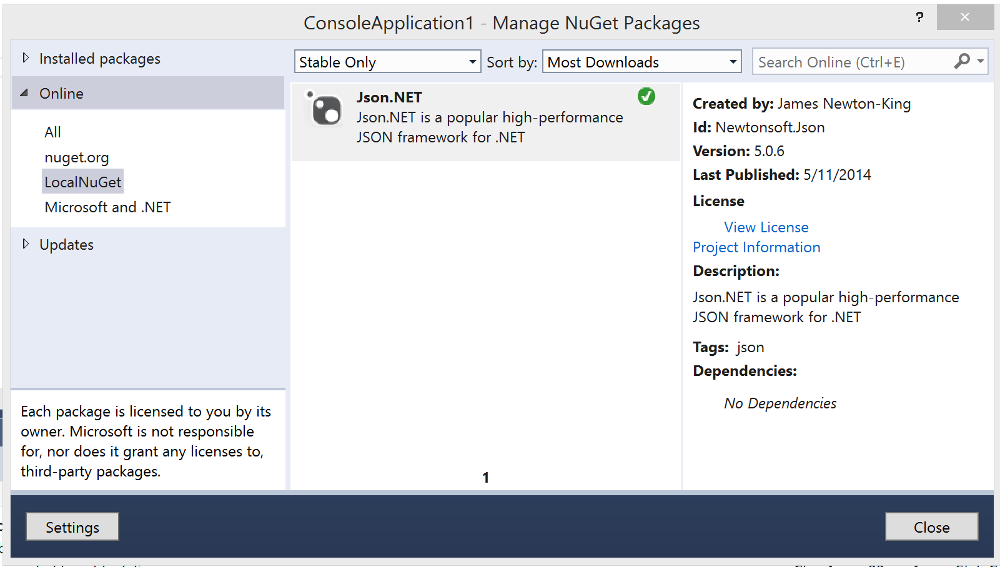 ConsoleApplication1 - Manage NuGet Packages
?
Installed packages
Online
All
nuget.org
LocalNuGet
Microsoft and .NET
Updates
Each package is licensed to you by its
owner. Microsoft is not responsible
for, nor does it grant any licenses to,
third-party packages.
Stable Only
Sort by: Most Downloads
Search Online (Ctrl+E)
Json.NET
Json.NET is a popular high-performance
JSON framework for .NET
1
Created by: James Newton-King
Id: Newtonsoft.Json
Version: 5.0.6
Last Published: 5/11/2014
License
View License
Project Information
Description:
Json.NET is a popular high-performance
JSON framework for .NET
Tags: json
Dependencies:
No Dependencies
Settings
Close